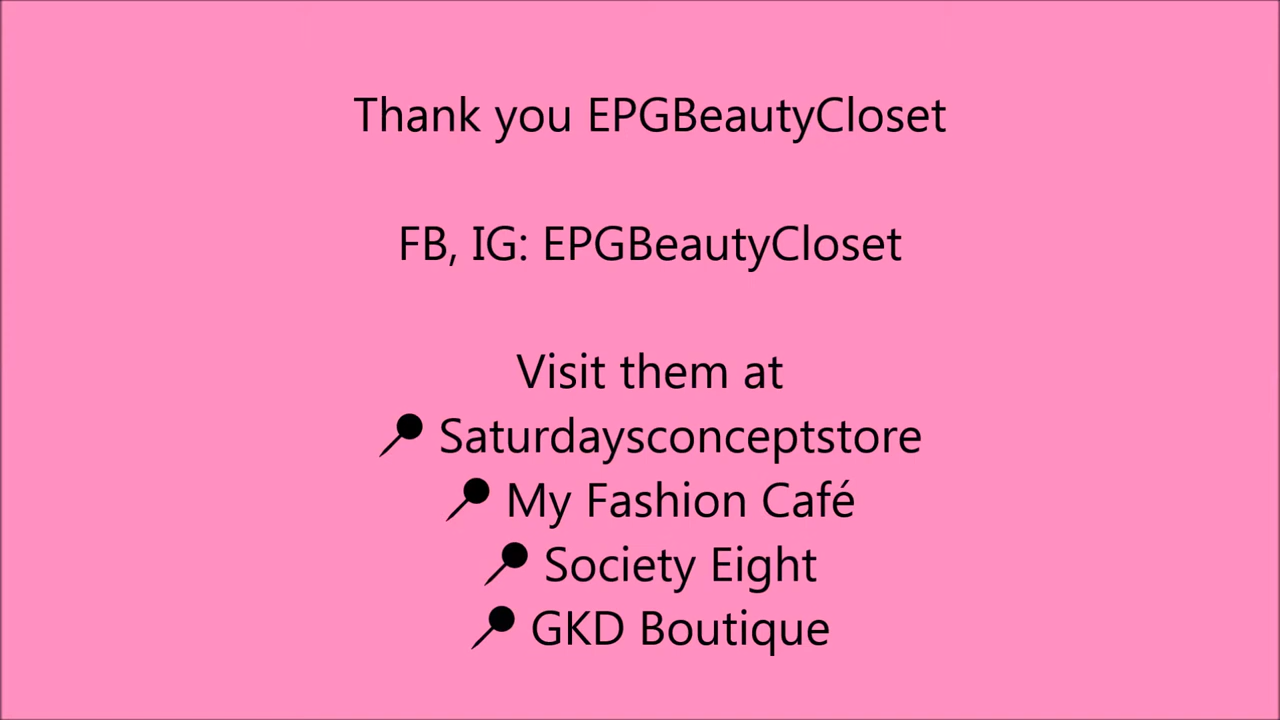 Thank you EPGBeautyCloset
FB, IG: EPGBeautyCloset
Visit them at
📍 Saturdaysconceptstore
📍 My Fashion Café
📍 Society Eight
📍 GKD Boutique